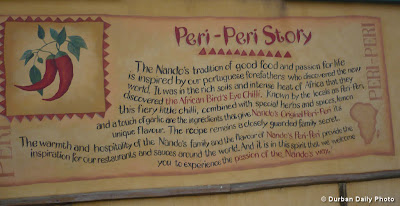 Peri-Peri Story
The Nando's tradition of good food and passion for life
is inspired by our portuguese forefathers who discovered the new
world. It was in the rich soils and intense heat of Africa that they
discovered the African Bird's Eye Chilli. Known by the locals as Peri Peri,
this fiery little chilli, combined with special herbs and spices, lemon
and a touch of garlic are the ingredients that give Nando's Original Peri-Peri its
unique flavour. The recipe remains a closely guarded family secret.
The warmth and hospitality of the Nando's family and the flavour of Nando's Peri-Peri provide the
inspiration for our restaurants and sauces around the world. And it is in this spirit that we welcome
you to experience the passion of the Nando's way.
PERI-PERI
PERI-PERI
© Durban Daily Photo